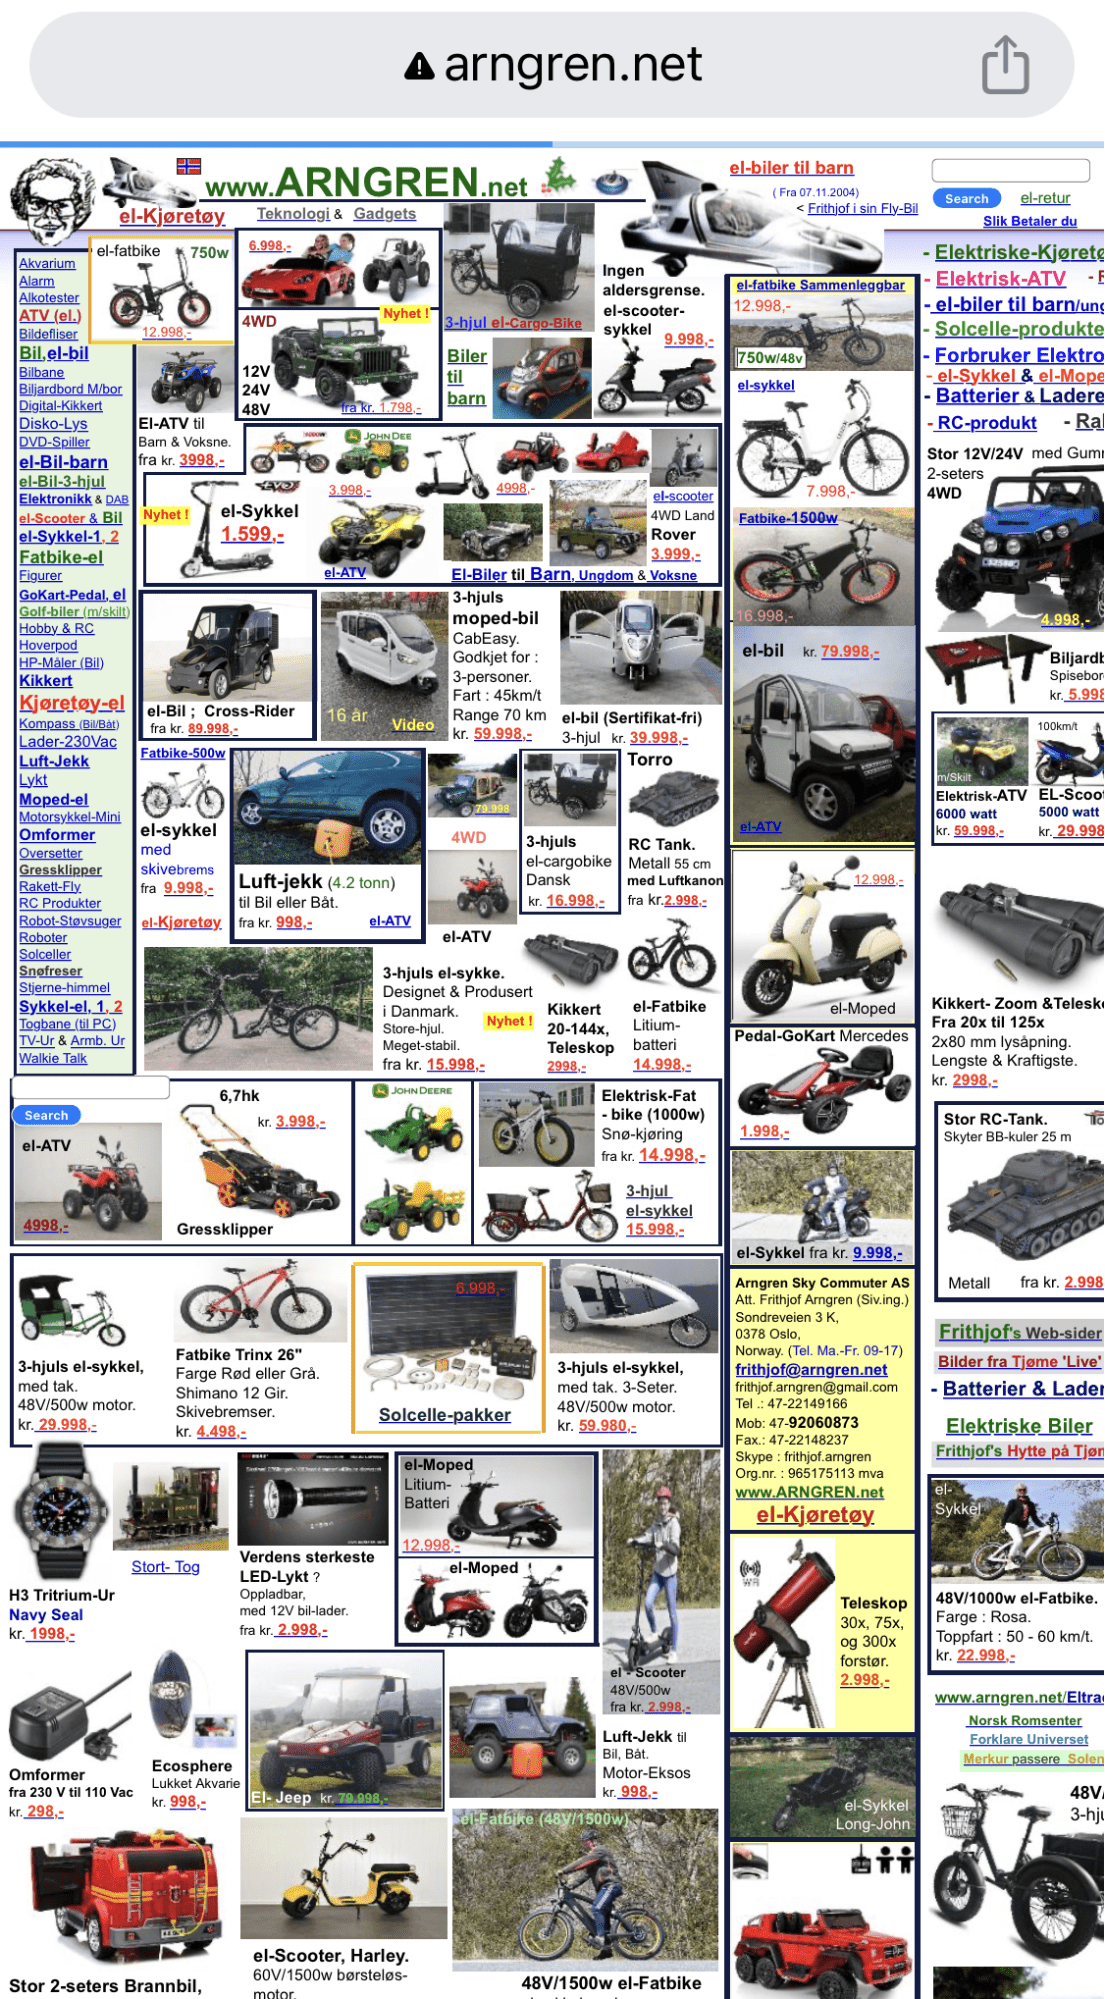 arngren.net
www.ARNGREN.net
el-Kjøretøy
Teknologi & Gadgets
el-biler til barn
( Fra 07.11.2004)
< Frithjof i sin Fly-Bil
Search
el-retur
Slik Betaler du
Akvarium
Alarm
Alkotester
ATV (el.)
Bildefliser
Bil,el-bil
Bilbane
Biljardbord M/bor
Digital-Kikkert
Disko-Lys
DVD-Spiller
el-Bil-barn
el-Bil-3-hjul
Elektronikk & DAB
el-Scooter & Bil
el-Sykkel-1, 2
Fatbike-el
Figurer
GoKart-Pedal, el
Golf-biler (m/skilt)
Hobby & RC
Hoverpod
HP-Måler (Bil)
Kikkert
Kjøretøy-el
Kompass (Bil/Båt)
Lader-230Vac
Luft-Jekk
Lykt
Moped-el
Motorsykkel-Mini
Omformer
Oversetter
Gressklipper
Rakett-Fly
RC Produkter
Robot-Støvsuger
Roboter
Solceller
Snøfreser
Stjerne-himmel
Sykkel-el, 1, 2
Togbane (til PC)
TV-Ur & Armb. Ur
Walkie Talk
Search
el-fatbike 750w
12.998,-
6.998,-
4WD
Nyhet !
12V
24V
48V
fra kr. 1.798,-
3-hjul el-Cargo-Bike
Ingen
aldersgrense.
el-scooter-
sykkel
9.998,-
Biler
til
barn
El-ATV til
Barn & Voksne.
fra kr. 3998,-
JOHN DEERE
3.998,-
4998,-
el-scooter
Nyhet !
EVO
el-Sykkel
1.599,-
el-ATV
4WD Land
Rover
3.999,-
El-Biler til Barn, Ungdom & Voksne
el-Bil ; Cross-Rider
fra kr. 89.998,-
16 år
Video
3-hjuls
moped-bil
CabEasy.
Godkjet for :
3-personer.
Fart : 45km/t
Range 70 km
kr. 59.998,-
el-bil (Sertifikat-fri)
3-hjul kr. 39.998,-
Fatbike-500w
el-sykkel
med
skivebrems
fra 9.998,-
el-Kjøretøy
Luft-jekk (4.2 tonn)
til Bil eller Båt.
fra kr. 998,-
el-ATV
79.998
4WD
el-ATV
3-hjuls
el-cargobike
Dansk
kr. 16.998,-
Torro
RC Tank.
Metall 55 cm
med Luftkanon
fra kr.2.998,-
3-hjuls el-sykke.
Designet & Produsert
i Danmark.
Store-hjul.
Meget-stabil.
fra kr. 15.998,-
Nyhet !
Kikkert
20-144x,
Teleskop
2998,-
el-Fatbike
Litium-
batteri
14.998,-
el-ATV
4998,-
6,7hk
kr. 3.998,-
Gressklipper
JOHN DEERE
Elektrisk-Fat
- bike (1000w)
Snø-kjøring
fra kr. 14.998,-
3-hjul
el-sykkel
15.998,-
3-hjuls el-sykkel,
med tak.
48V/500w motor.
kr. 29.998,-
Fatbike Trinx 26"
Farge Rød eller Grå.
Shimano 12 Gir.
Skivebremser.
kr. 4.498,-
6.998,-
Solcelle-pakker
3-hjuls el-sykkel,
med tak. 3-Seter.
48V/500w motor.
kr. 59.980,-
H3 Tritrium-Ur
Navy Seal
kr. 1998,-
Stort- Tog
Verdens sterkeste
LED-Lykt ?
Oppladbar,
med 12V bil-lader.
fra kr. 2.998,-
el-Moped
Litium-
Batteri
12.998,-
el-Moped
el - Scooter
48V/500w
fra kr. 2.998,-
Omformer
fra 230 V til 110 Vac
kr. 298,-
Ecosphere
Lukket Akvarie
kr. 998,-
El- Jeep kr. 79.998,-
Luft-Jekk til
Bil, Båt.
Motor-Eksos
kr. 998,-
Stor 2-seters Brannbil,
el-Scooter, Harley.
60V/1500w børsteløs-
motor.
el-Fatbike (48V/1500w)
48V/1500w el-Fatbike
el-fatbike Sammenleggbar
12.998,-
750w/48v
el-sykkel
7.998,-
Fatbike-1500w
16.998,-
el-bil kr. 79.998,-
el-ATV
12.998,-
el-Moped
Pedal-GoKart Mercedes
1.998,-
el-Sykkel fra kr. 9.998,-
Arngren Sky Commuter AS
Att. Frithjof Arngren (Siv.ing.)
Sondreveien 3 K,
0378 Oslo,
Norway. (Tel. Ma.-Fr. 09-17)
frithjof@arngren.net
frithjof.arngren@gmail.com
Tel .: 47-22149166
Mob: 47-92060873
Fax.: 47-22148237
Skype : frithjof.arngren
Org.nr. : 965175113 mva
www.ARNGREN.net
el-Kjøretøy
Teleskop
30x, 75x,
og 300x
forstør.
2.998,-
el-Sykkel
Long-John
- Elektriske-Kjøretø
- Elektrisk-ATV
- el-biler til barn/ung
- Solcelle-produkte
- Forbruker Elektro
- el-Sykkel & el-Mope
- Batterier & Ladere
- RC-produkt - Ra
Stor 12V/24V med Gumm
2-seters
4WD
4.998,-
Biljardb
Spisebor
kr. 5.998
m/Skilt
Elektrisk-ATV
6000 watt
kr. 59.998,-
100km/t
EL-Scoot
5000 watt
kr. 29.998
Kikkert- Zoom &Telesk
Fra 20x til 125x
2x80 mm lysåpning.
Lengste & Kraftigste.
kr. 2998,-
Stor RC-Tank.
Skyter BB-kuler 25 m
Metall fra kr. 2.998
Frithjof's Web-sider
Bilder fra Tjøme 'Live'
- Batterier & Lader
Elektriske Biler
Frithjof's Hytte på Tjøm
el-
Sykkel
48V/1000w el-Fatbike.
Farge : Rosa.
Toppfart : 50 - 60 km/t.
kr. 22.998,-
www.arngren.net/Eltra
Norsk Romsenter
Forklare Universet
Merkur passere Solen
48V/
3-hju